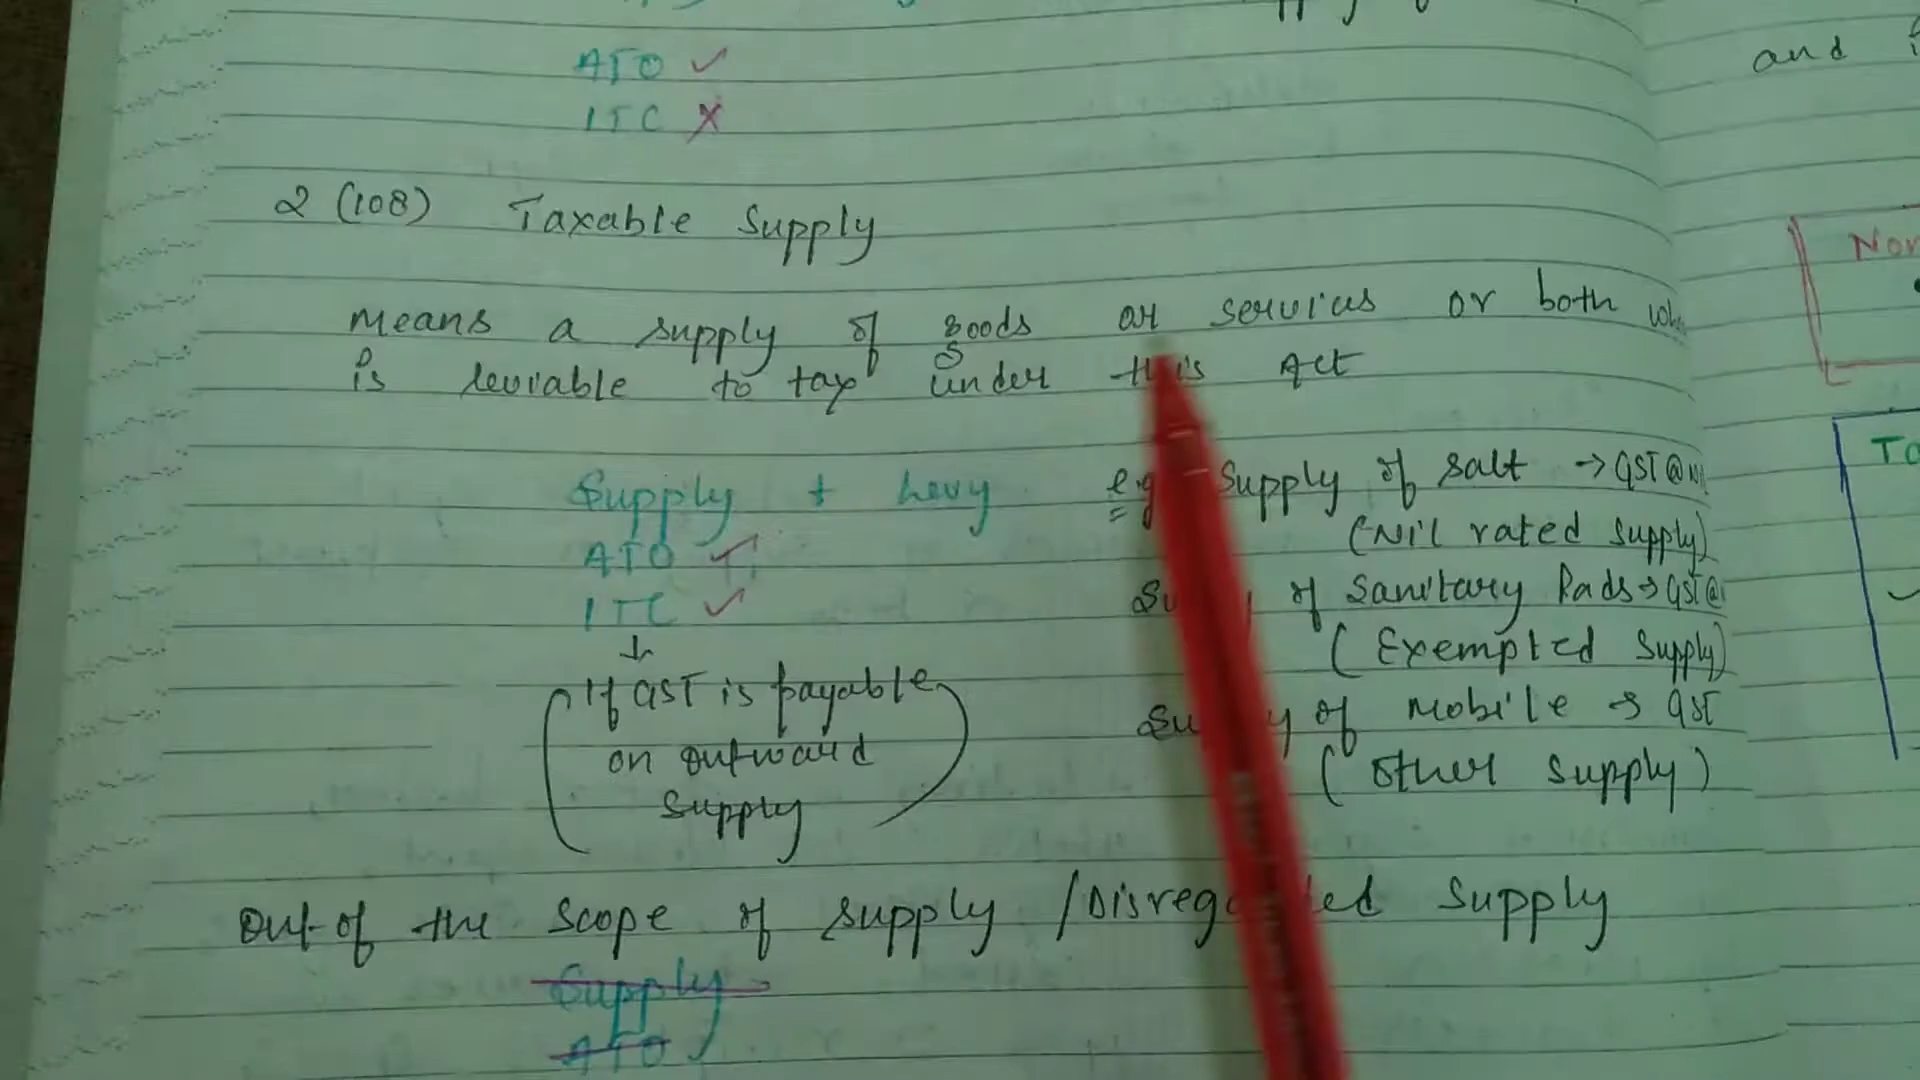 ATO ✓
ITC ✗
2 (108) Taxable Supply
means a supply of goods or services or both
is leviable to tax under this Act
Supply + Levy
ATO ✓
ITC ✓
↓
(If GST is payable
on outward
supply)
e.g. Supply of salt → GST@
(Nil rated supply)
of Sanitary Pads → GST@
(Exempted Supply)
of mobile → GST
(Other supply)
Out of the scope of supply / Disregarded Supply
Supply
ATO
and